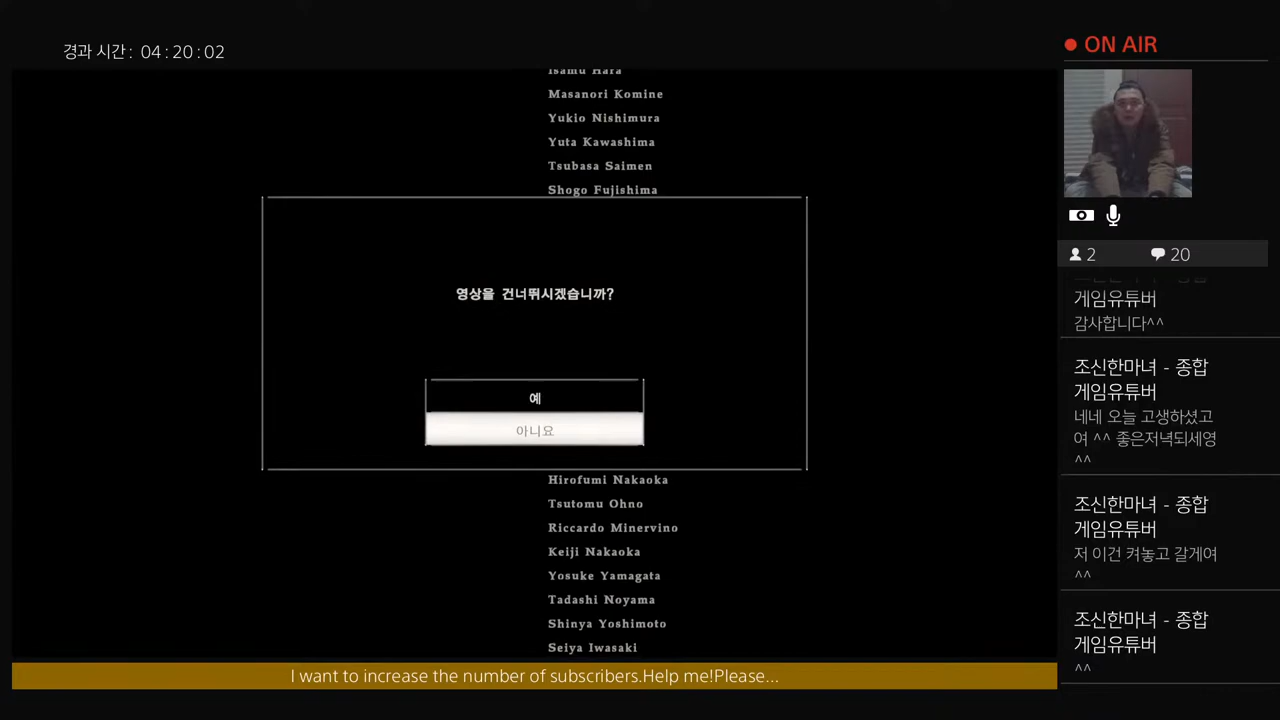 경과 시간 : 04 : 20 : 02
ON AIR
Isamu Hara
Masanori Komine
Yukio Nishimura
Yuta Kawashima
Tsubasa Saimen
Shogo Fujishima
영상을 건너뛰시겠습니까?
예
아니요
Hirofumi Nakaoka
Tsutomu Ohno
Riccardo Minervino
Keiji Nakaoka
Yosuke Yamagata
Tadashi Noyama
Shinya Yoshimoto
Seiya Iwasaki
I want to increase the number of subscribers.Help me!Please...
2
20
게임유튜버
감사합니다^^
조신한마녀 - 종합
게임유튜버
네네 오늘 고생하셨고
여 ^^ 좋은저녁되세영
^^
조신한마녀 - 종합
게임유튜버
저 이건 켜놓고 갈게여
^^
조신한마녀 - 종합
게임유튜버
^^